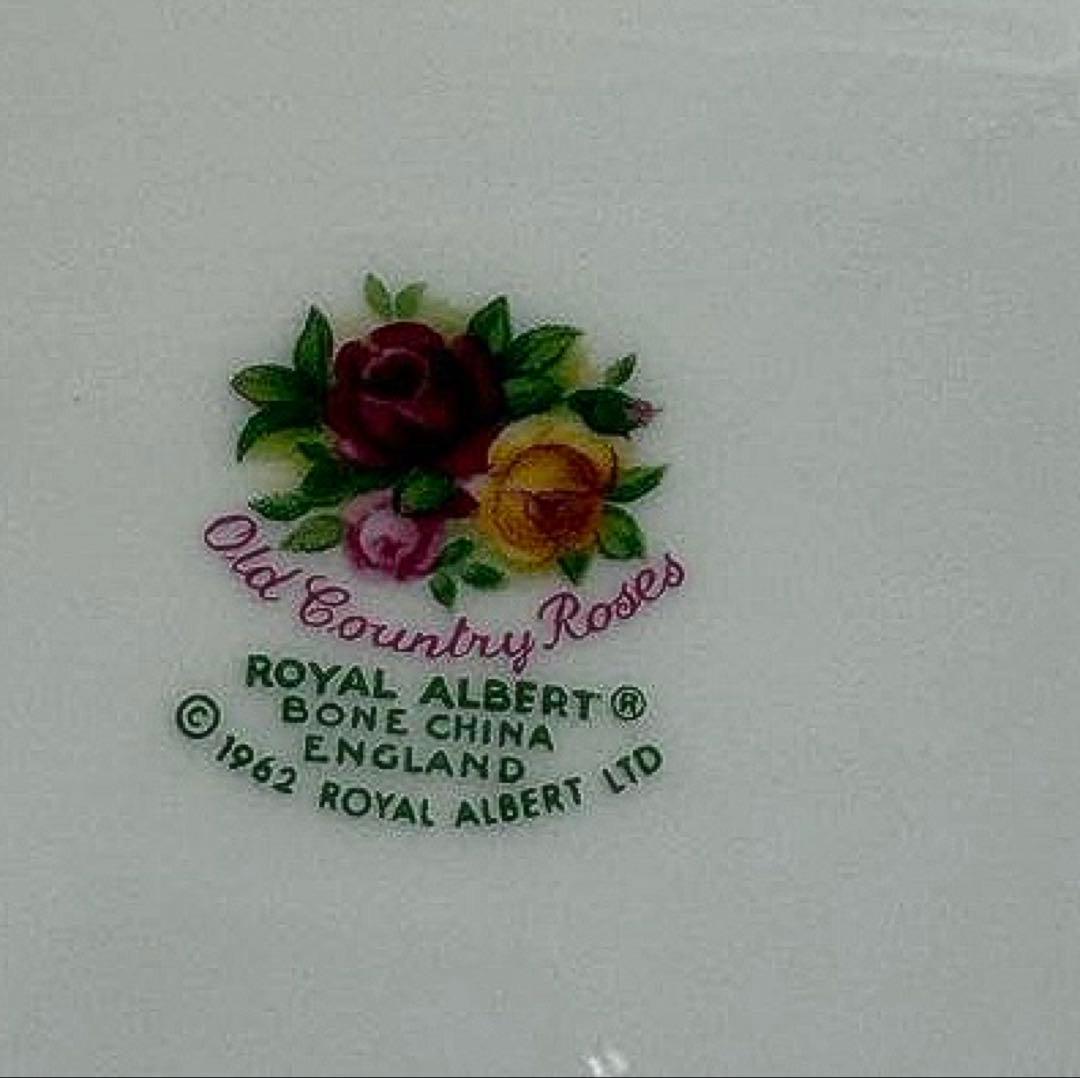 Old Country Roses
ROYAL ALBERT ®
BONE CHINA
ENGLAND
© 1962 ROYAL ALBERT LTD